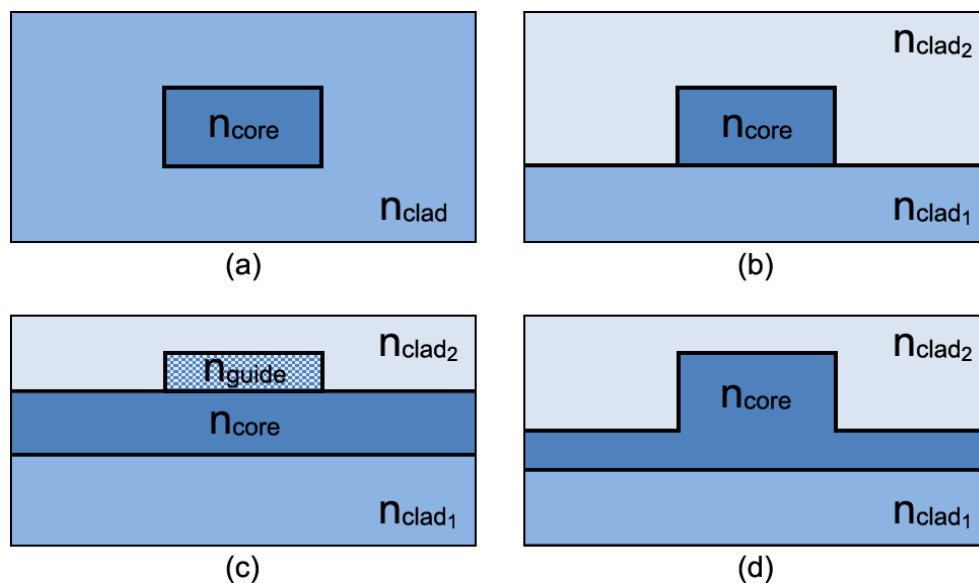 n_core
n_clad
(a)
n_clad₂
n_core
n_clad₁
(b)
n_clad₂
n_guide
n_core
n_clad₁
(c)
n_clad₂
n_core
n_clad₁
(d)